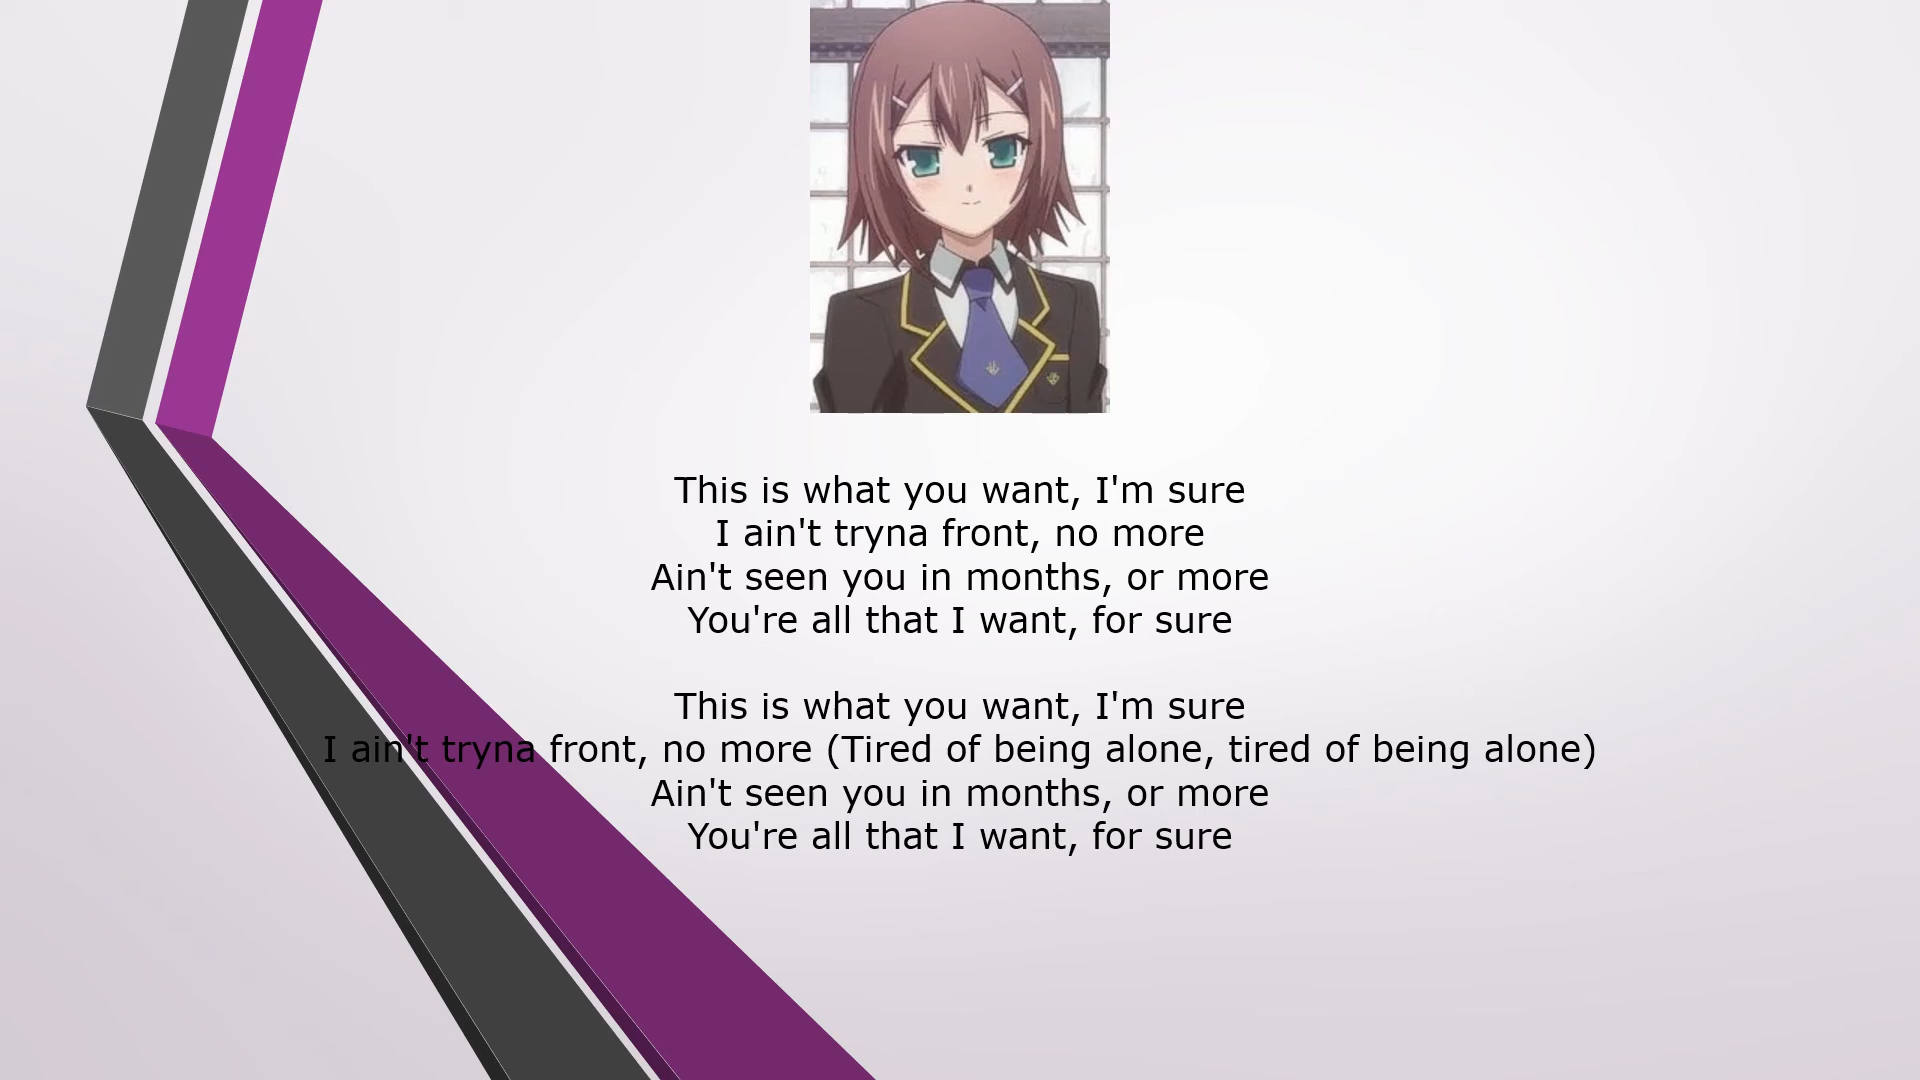 This is what you want, I'm sure
I ain't tryna front, no more
Ain't seen you in months, or more
You're all that I want, for sure

This is what you want, I'm sure
I ain't tryna front, no more (Tired of being alone, tired of being alone)
Ain't seen you in months, or more
You're all that I want, for sure